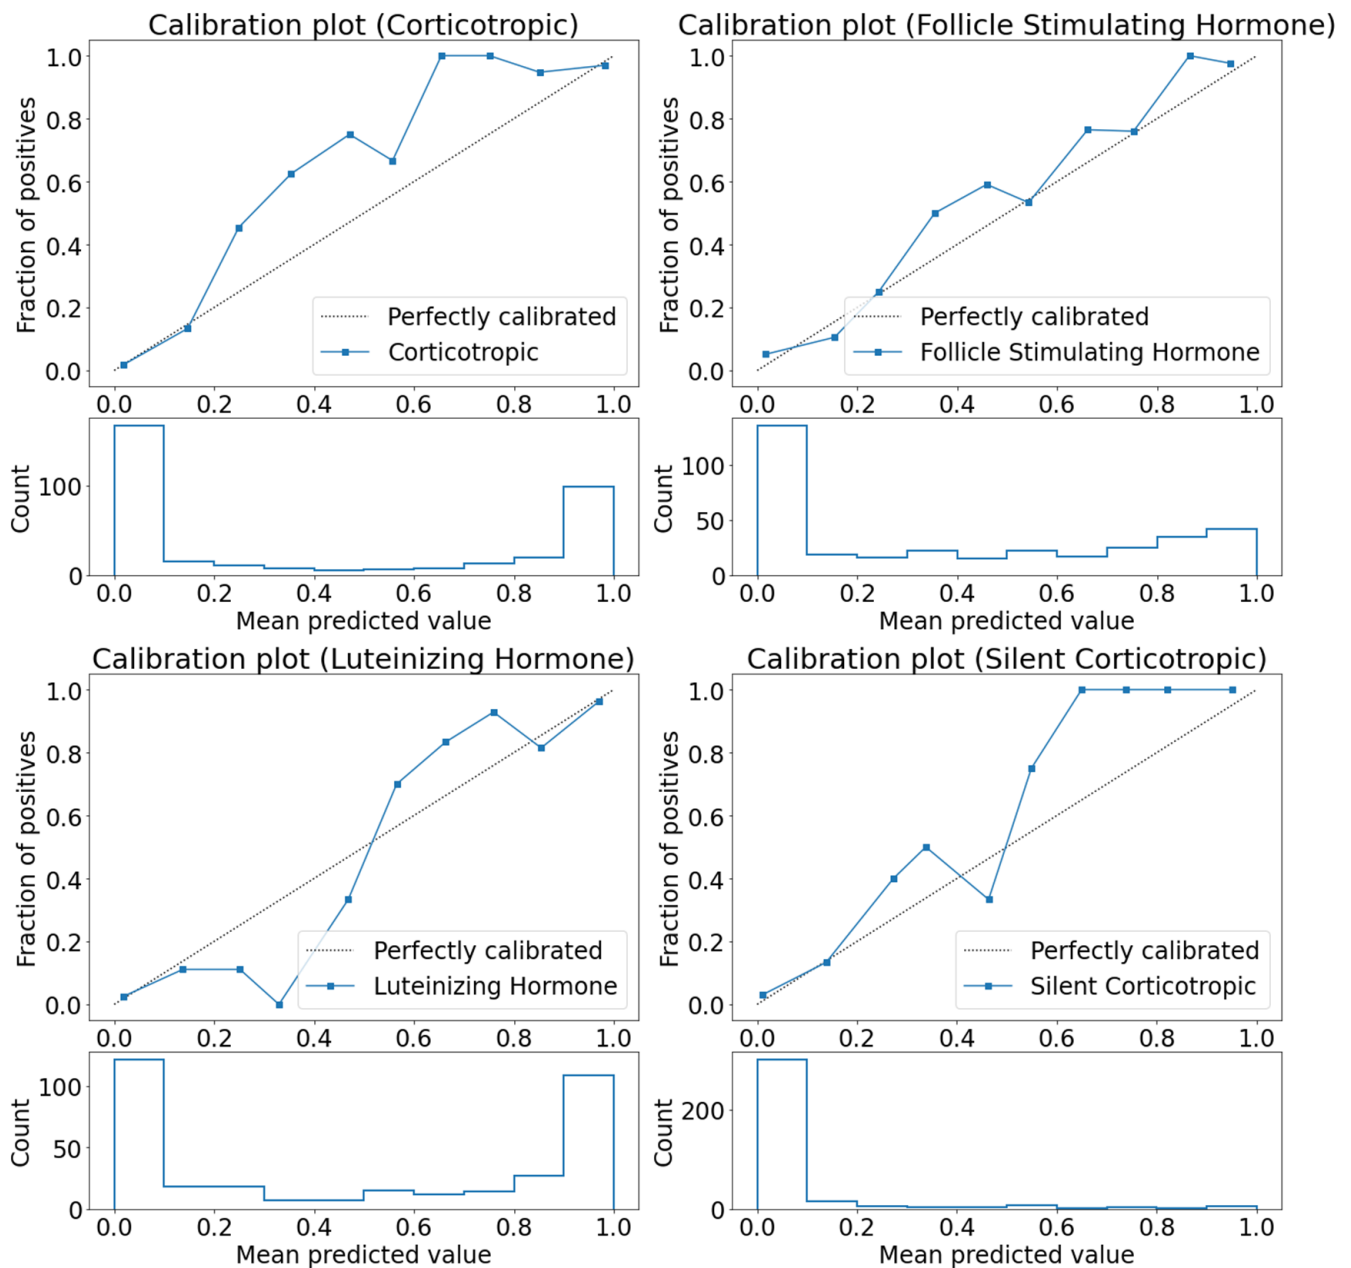 Calibration plot (Corticotropic)
Fraction of positives
1.0
0.8
0.6
0.4
0.2
0.0
Perfectly calibrated
Corticotropic
0.0 0.2 0.4 0.6 0.8 1.0
Count
100
0
0.0 0.2 0.4 0.6 0.8 1.0
Mean predicted value
Calibration plot (Follicle Stimulating Hormone)
Fraction of positives
1.0
0.8
0.6
0.4
0.2
0.0
Perfectly calibrated
Follicle Stimulating Hormone
0.0 0.2 0.4 0.6 0.8 1.0
Count
100
50
0
0.0 0.2 0.4 0.6 0.8 1.0
Mean predicted value
Calibration plot (Luteinizing Hormone)
Fraction of positives
1.0
0.8
0.6
0.4
0.2
0.0
Perfectly calibrated
Luteinizing Hormone
0.0 0.2 0.4 0.6 0.8 1.0
Count
100
50
0
0.0 0.2 0.4 0.6 0.8 1.0
Mean predicted value
Calibration plot (Silent Corticotropic)
Fraction of positives
1.0
0.8
0.6
0.4
0.2
0.0
Perfectly calibrated
Silent Corticotropic
0.0 0.2 0.4 0.6 0.8 1.0
Count
200
0
0.0 0.2 0.4 0.6 0.8 1.0
Mean predicted value